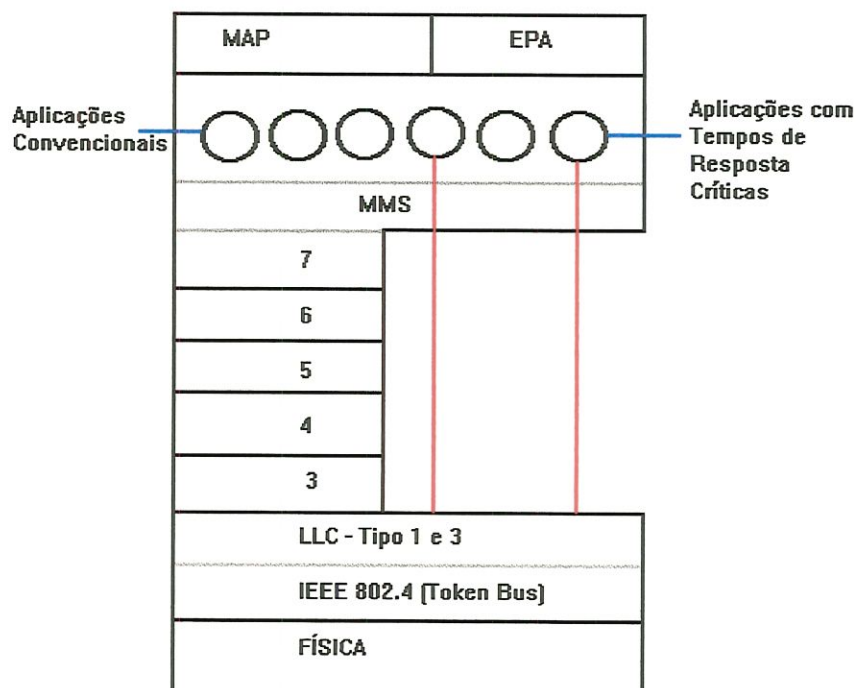 MAP
EPA
Aplicações
Convencionais
Aplicações com
Tempos de
Resposta
Críticas
MMS
7
6
5
4
3
LLC - Tipo 1 e 3
IEEE 802.4 (Token Bus)
FÍSICA